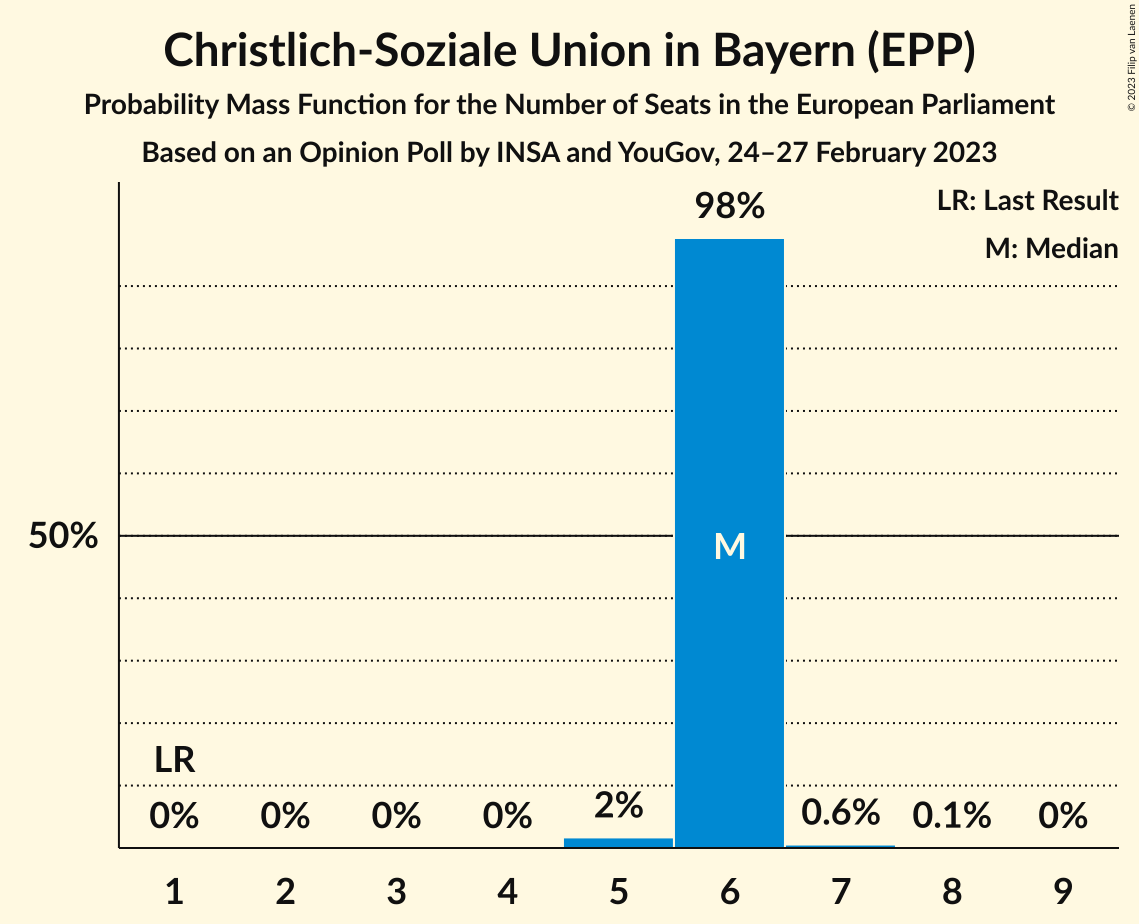 Christlich-Soziale Union in Bayern (EPP)
Probability Mass Function for the Number of Seats in the European Parliament
Based on an Opinion Poll by INSA and YouGov, 24–27 February 2023
© 2023 Filip van Laenen
LR: Last Result
M: Median
98%
50%
M
LR
0% 0% 0% 0% 2% 0.6% 0.1% 0%
1 2 3 4 5 6 7 8 9